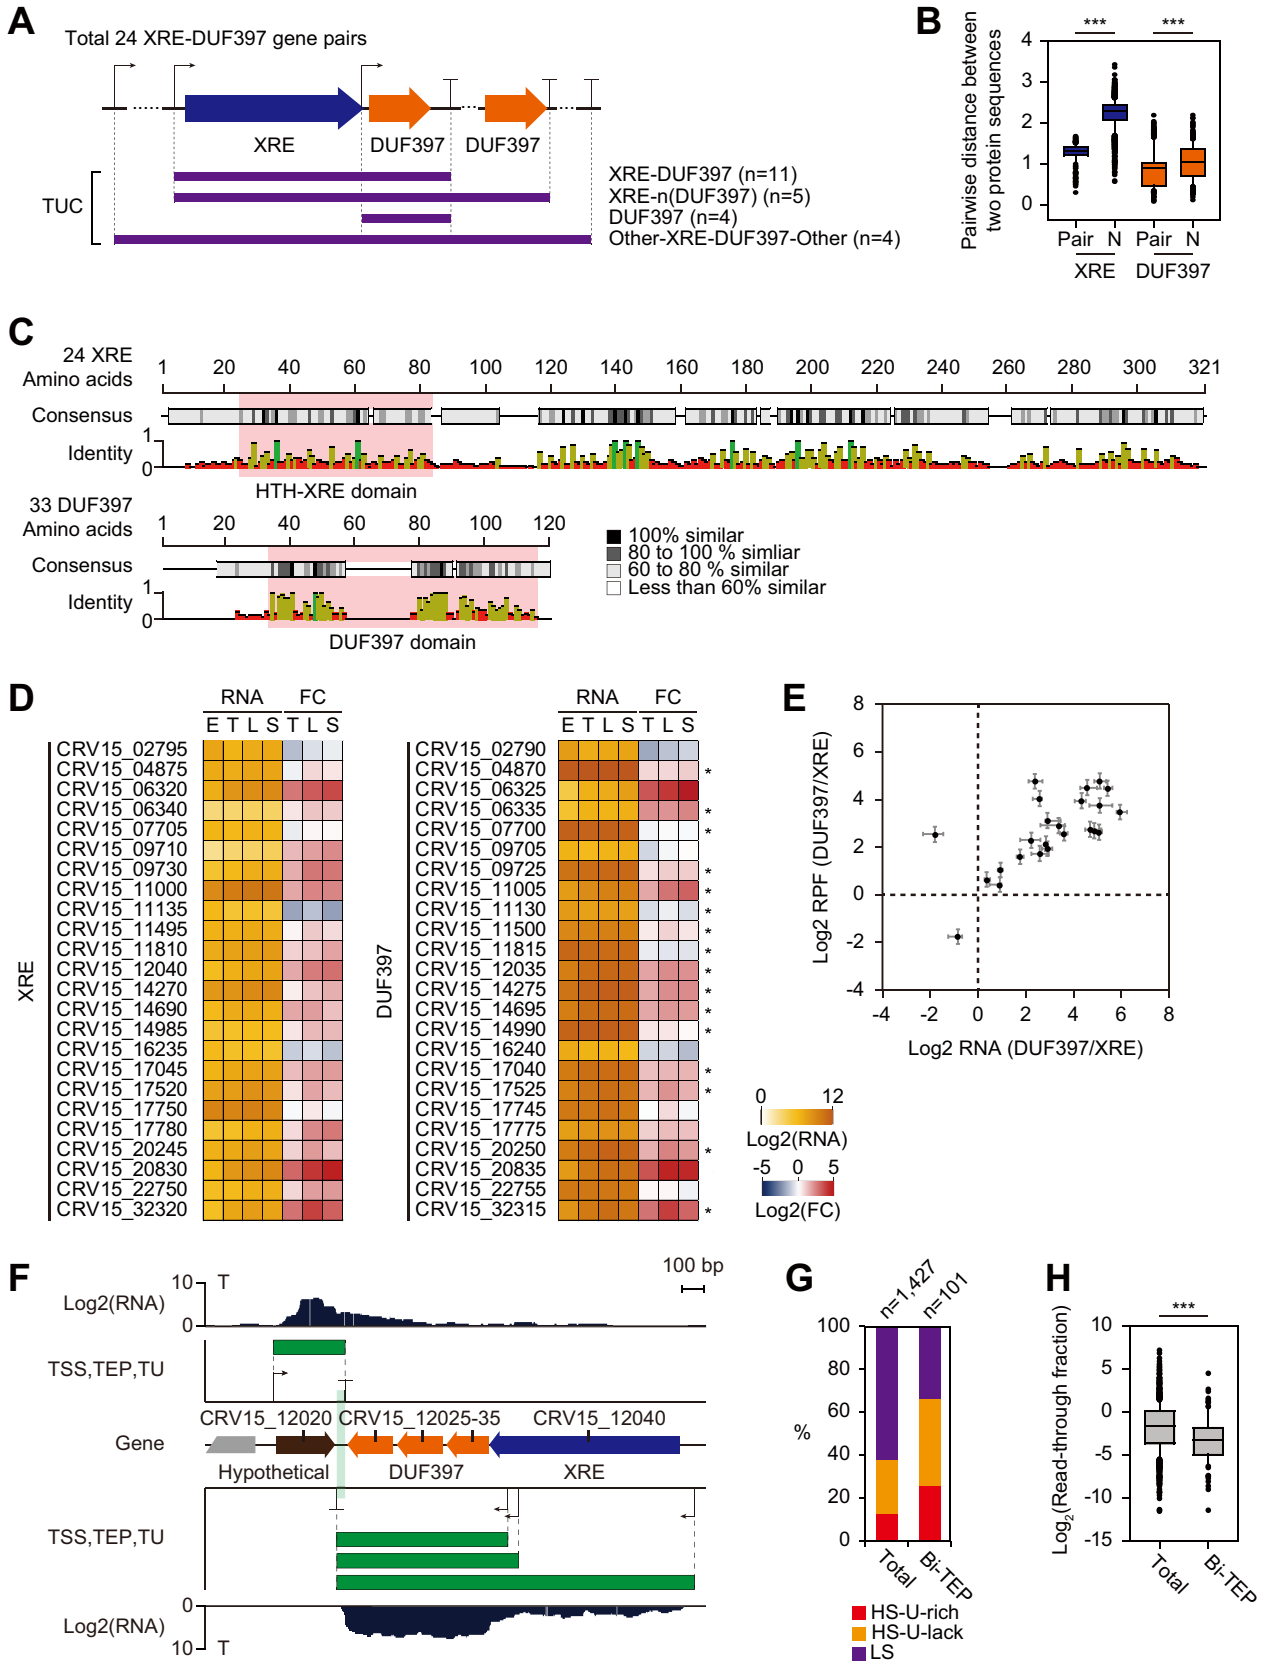 A
Total 24 XRE-DUF397 gene pairs
XRE
DUF397
DUF397
TUC
XRE-DUF397 (n=11)
XRE-n(DUF397) (n=5)
DUF397 (n=4)
Other-XRE-DUF397-Other (n=4)
B
Pairwise distance between
two protein sequences
4
3
2
1
0
***
***
Pair N Pair N
XRE DUF397
C
24 XRE
Amino acids
1 20 40 60 80 100 120 140 160 180 200 220 240 260 280 300 321
Consensus
Identity
1
0
HTH-XRE domain
33 DUF397
Amino acids
1 20 40 60 80 100 120
Consensus
Identity
1
0
DUF397 domain
100% similar
80 to 100 % simliar
60 to 80 % similar
Less than 60% similar
D
RNA FC
E T L S T L S
XRE
CRV15_02795
CRV15_04875
CRV15_06320
CRV15_06340
CRV15_07705
CRV15_09710
CRV15_09730
CRV15_11000
CRV15_11135
CRV15_11495
CRV15_11810
CRV15_12040
CRV15_14270
CRV15_14690
CRV15_14985
CRV15_16235
CRV15_17045
CRV15_17520
CRV15_17750
CRV15_17780
CRV15_20245
CRV15_20830
CRV15_22750
CRV15_32320
RNA FC
E T L S T L S
DUF397
CRV15_02790
CRV15_04870 *
CRV15_06325
CRV15_06335 *
CRV15_07700 *
CRV15_09705
CRV15_09725 *
CRV15_11005 *
CRV15_11130 *
CRV15_11500 *
CRV15_11815 *
CRV15_12035 *
CRV15_14275 *
CRV15_14695 *
CRV15_14990 *
CRV15_16240
CRV15_17040 *
CRV15_17525 *
CRV15_17745
CRV15_17775
CRV15_20250 *
CRV15_20835
CRV15_22755
CRV15_32315 *
0 12
Log2(RNA)
-5 0 5
Log2(FC)
E
Log2 RPF (DUF397/XRE)
8
6
4
2
0
-2
-4
-4 -2 0 2 4 6 8
Log2 RNA (DUF397/XRE)
F
100 bp
10
T
Log2(RNA)
0
TSS,TEP,TU
CRV15_12020 CRV15_12025-35 CRV15_12040
Gene
Hypothetical DUF397 XRE
TSS,TEP,TU
0
Log2(RNA)
10
T
G
n=1,427
n=101
%
100
80
60
40
20
0
Total
Bi-TEP
HS-U-rich
HS-U-lack
LS
H
Log2(Read-through fraction)
***
10
5
0
-5
-10
-15
Total
Bi-TEP